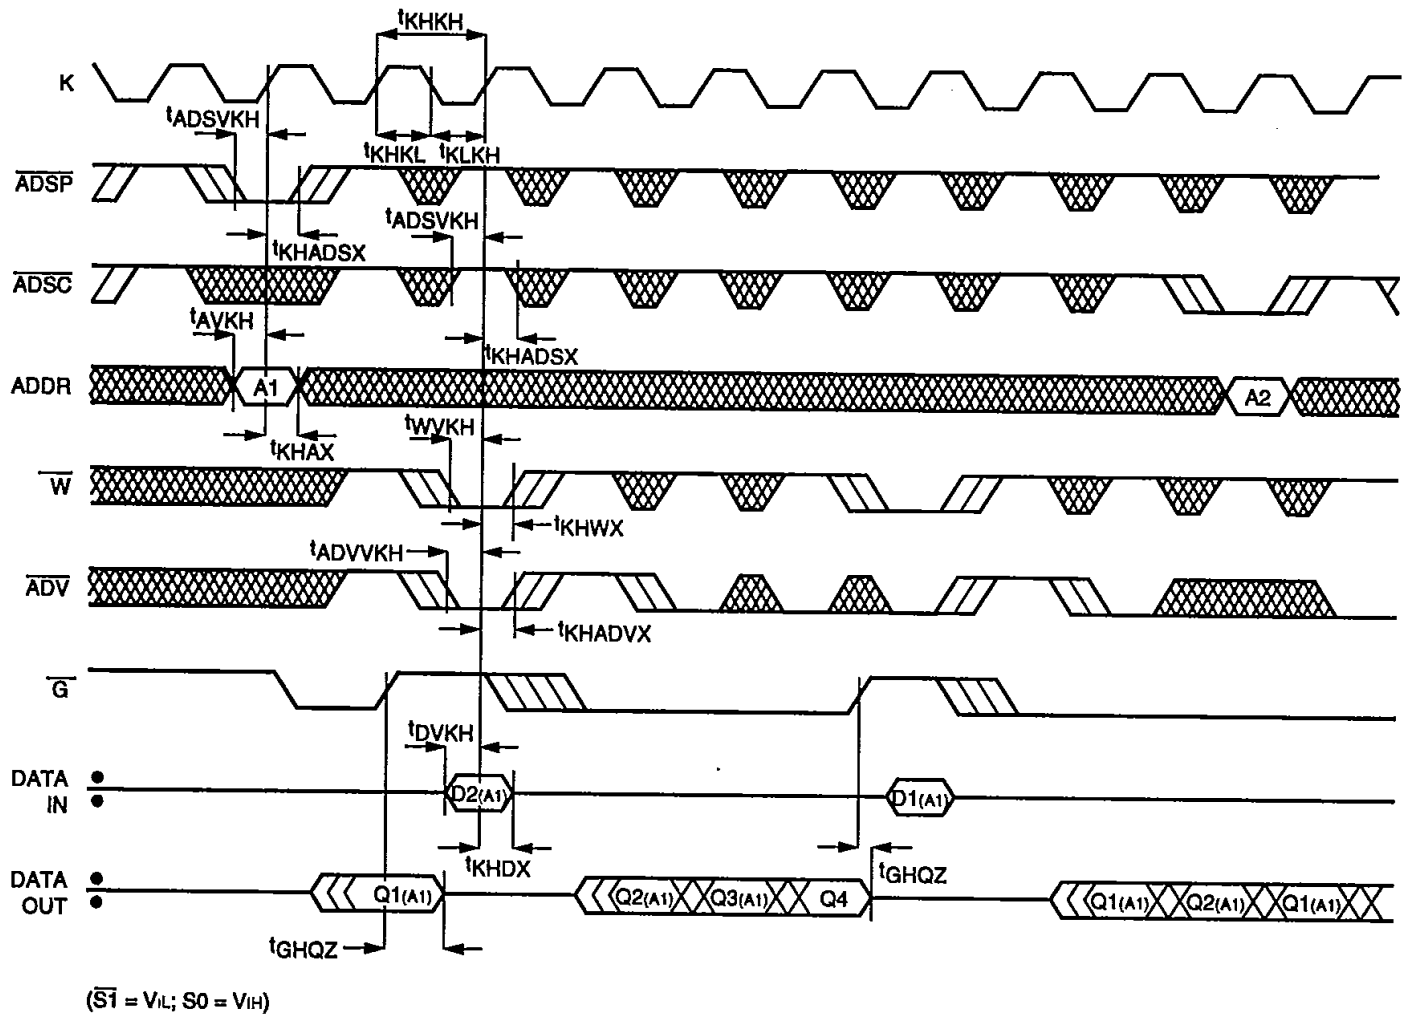 tKHKH
K
tADSVKH
tKHKL tKLKH
ADSP
tADSVKH
tKHADSX
ADSC
tAVKH
tKHADSX
ADDR A1 A2
tWVKH
tKHAX
W
tKHWX
tADVVKH
ADV
tKHADVX
G
tDVKH
DATA IN
D2(A1) D1(A1)
tKHDX
tGHQZ
DATA OUT
Q1(A1) Q2(A1) Q3(A1) Q4 Q1(A1) Q2(A1) Q1(A1)
tGHQZ
(S1 = VIL; S0 = VIH)